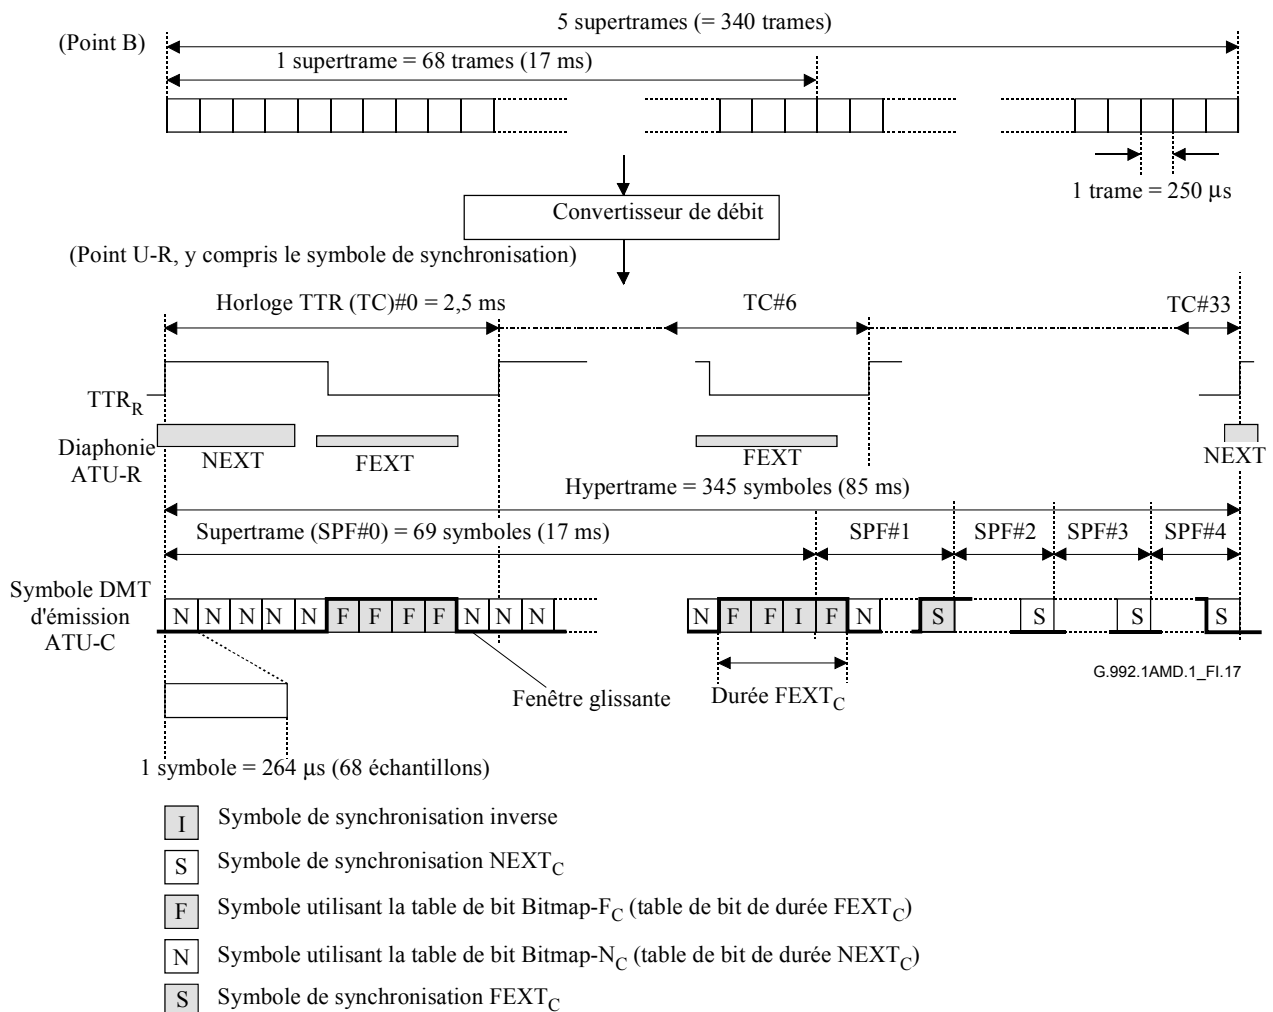 5 supertrames (= 340 trames)
(Point B)
1 supertrame = 68 trames (17 ms)
1 trame = 250 µs
Convertisseur de débit
(Point U-R, y compris le symbole de synchronisation)
Horloge TTR (TC)#0 = 2,5 ms
TC#6
TC#33
TTR_R
Diaphonie
ATU-R
NEXT
FEXT
FEXT
NEXT
Hypertrame = 345 symboles (85 ms)
Supertrame (SPF#0) = 69 symboles (17 ms)
SPF#1
SPF#2
SPF#3
SPF#4
Symbole DMT
d'émission
ATU-C
N N N N N F F F F N N N
N F F I F N
S
S
S
S
G.992.1AMD.1_FI.17
Fenêtre glissante
Durée FEXT_C
1 symbole = 264 µs (68 échantillons)
I Symbole de synchronisation inverse
S Symbole de synchronisation NEXT_C
F Symbole utilisant la table de bit Bitmap-F_C (table de bit de durée FEXT_C)
N Symbole utilisant la table de bit Bitmap-N_C (table de bit de durée NEXT_C)
S Symbole de synchronisation FEXT_C